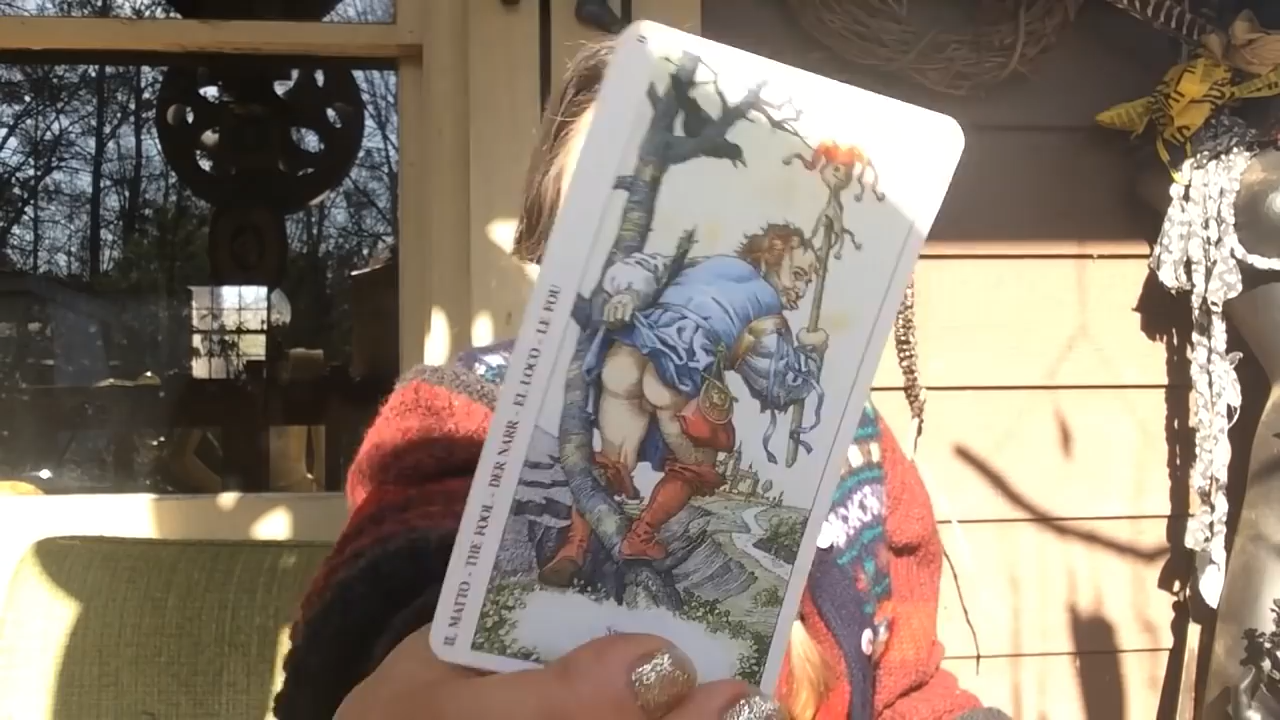 IL MATTO - THE FOOL - DER NARR - EL LOCO - LE FOU